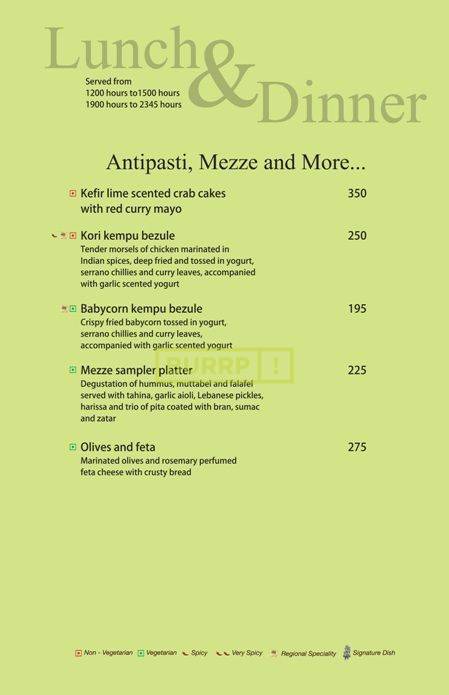 Lunch
&
Dinner
Served from
1200 hours to1500 hours
1900 hours to 2345 hours
Antipasti, Mezze and More...
Kefir lime scented crab cakes 350
with red curry mayo
Kori kempu bezule 250
Tender morsels of chicken marinated in
Indian spices, deep fried and tossed in yogurt,
serrano chillies and curry leaves, accompanied
with garlic scented yogurt
Babycorn kempu bezule 195
Crispy fried babycorn tossed in yogurt,
serrano chillies and curry leaves,
accompanied with garlic scented yogurt
BURRP !
Mezze sampler platter 225
Degustation of hummus, muttabel and falafel
served with tahina, garlic aioli, Lebanese pickles,
harissa and trio of pita coated with bran, sumac
and zatar
Olives and feta 275
Marinated olives and rosemary perfumed
feta cheese with crusty bread
Non - Vegetarian Vegetarian Spicy Very Spicy Regional Speciality Signature Dish